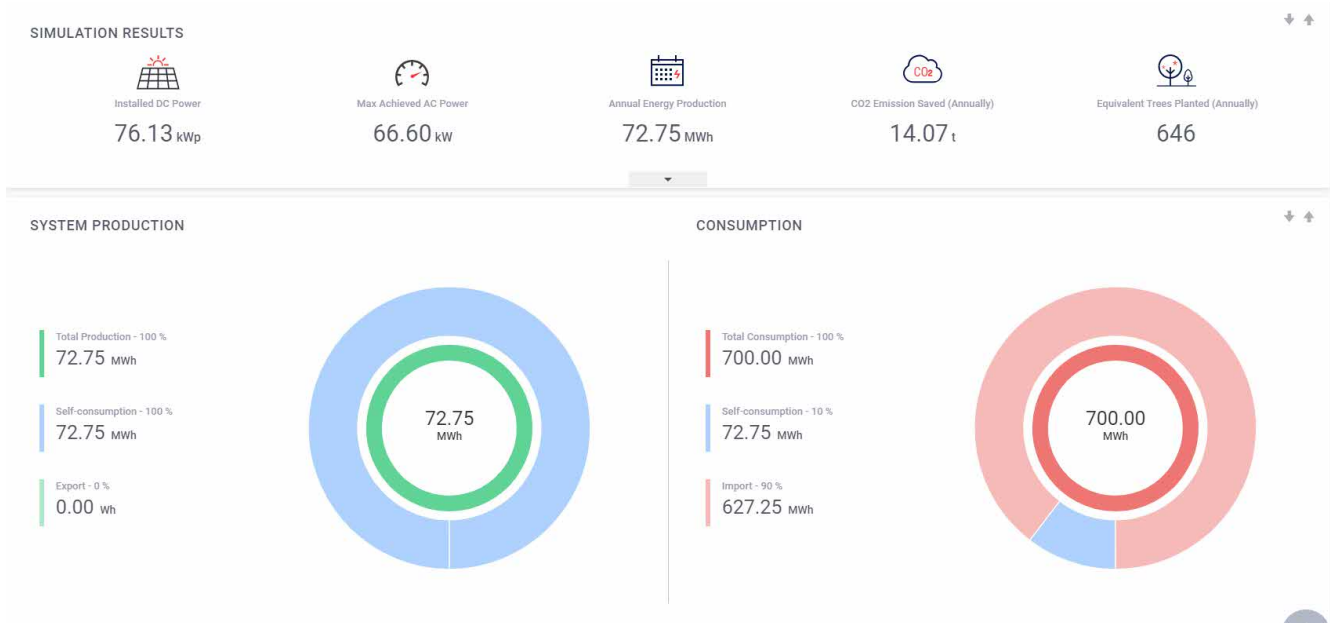 SIMULATION RESULTS
CO2
Installed DC Power
Max Achieved AC Power
Annual Energy Production
CO2 Emission Saved (Annually)
Equivalent Trees Planted (Annually)
76.13 kWp
66.60 kW
72.75 MWh
14.07 t
646
SYSTEM PRODUCTION
Total Production - 100 %
72.75 MWh
Self-consumption - 100 %
72.75 MWh
Export - 0 %
0.00 Wh
72.75
MWh
CONSUMPTION
Total Consumption - 100 %
700.00 MWh
Self-consumption - 10 %
72.75 MWh
Import - 90 %
627.25 MWh
700.00
MWh